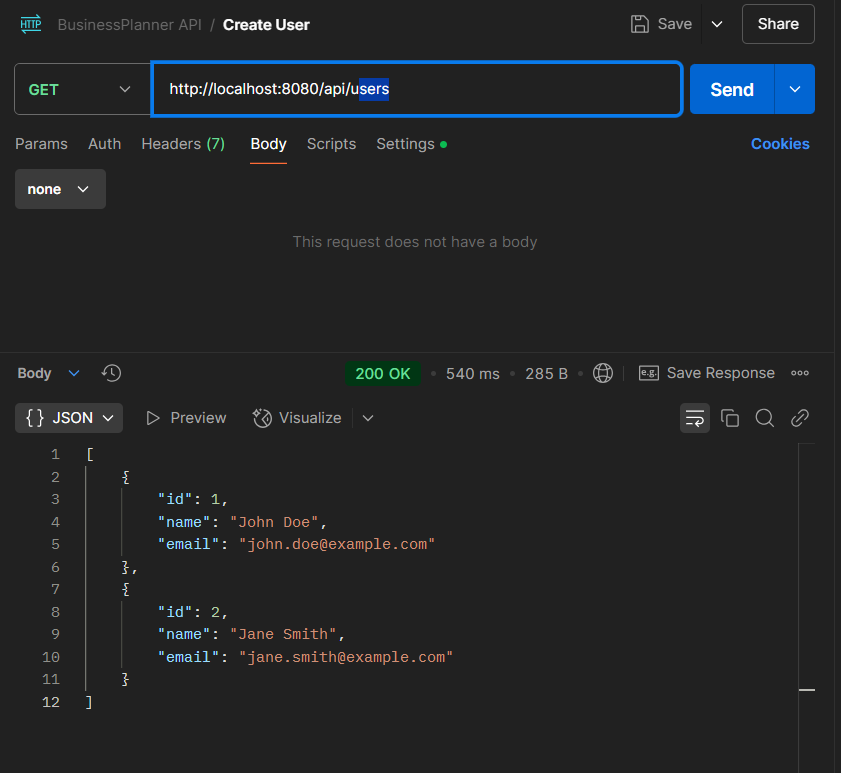 HTTP BusinessPlanner API / Create User Save Share
GET http://localhost:8080/api/users Send
Params Auth Headers (7) Body Scripts Settings Cookies
none
This request does not have a body
Body 200 OK • 540 ms • 285 B • e.g. Save Response
{} JSON Preview Visualize
1 [
2 {
3 "id": 1,
4 "name": "John Doe",
5 "email": "john.doe@example.com"
6 },
7 {
8 "id": 2,
9 "name": "Jane Smith",
10 "email": "jane.smith@example.com"
11 }
12 ]